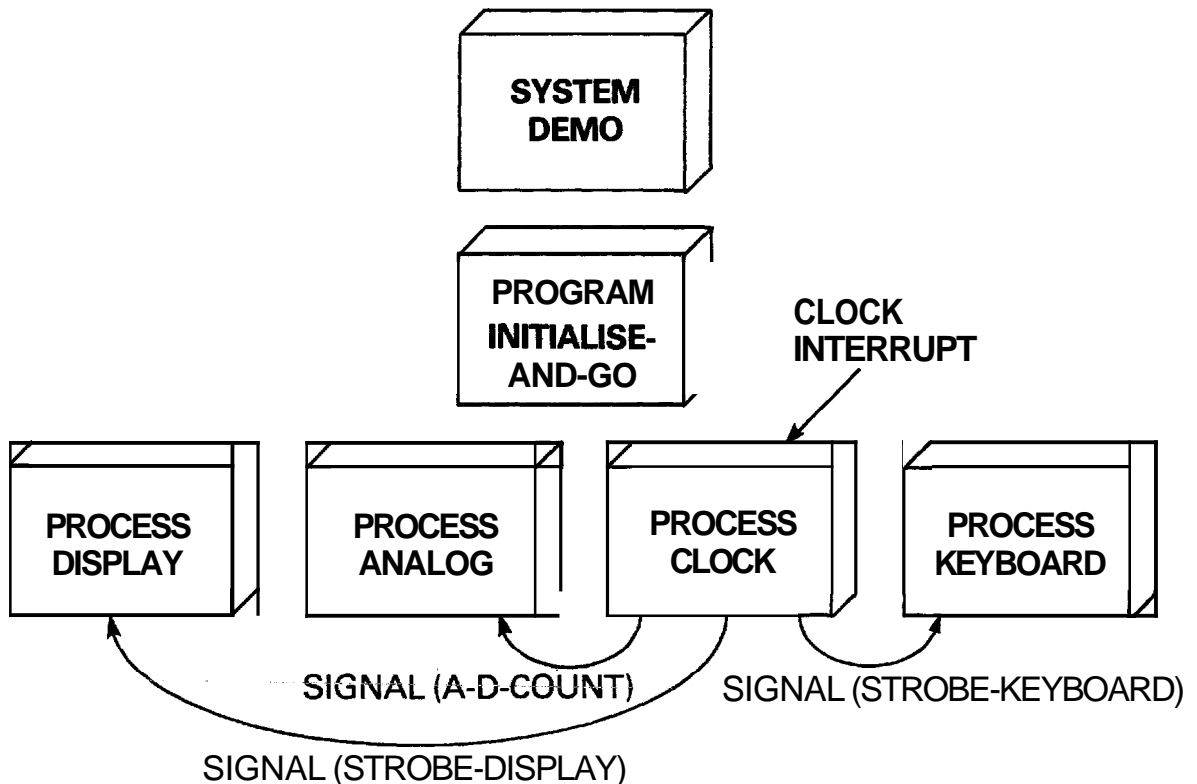 SYSTEM
DEMO
PROGRAM
INITIALISE-
AND-GO
CLOCK
INTERRUPT
PROCESS
DISPLAY
PROCESS
ANALOG
PROCESS
CLOCK
PROCESS
KEYBOARD
SIGNAL (A-D-COUNT)
SIGNAL (STROBE-KEYBOARD)
SIGNAL (STROBE-DISPLAY)